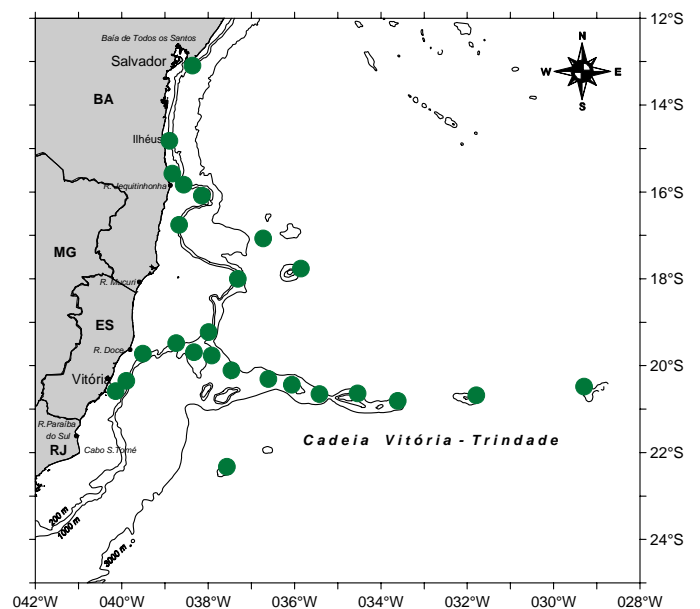 12°S
Baía de Todos os Santos
N
Salvador
W
E
BA
S
14°S
Ilhéus
R. Jequitinhonha
16°S
MG
R. Mucuri
18°S
ES
R. Doce
20°S
Vitória
R.Paraíba
do Sul
Cadeia Vitória - Trindade
RJ
Cabo S.Tomé
22°S
200 m
1000 m
3000 m
24°S
042°W
040°W
038°W
036°W
034°W
032°W
030°W
028°W